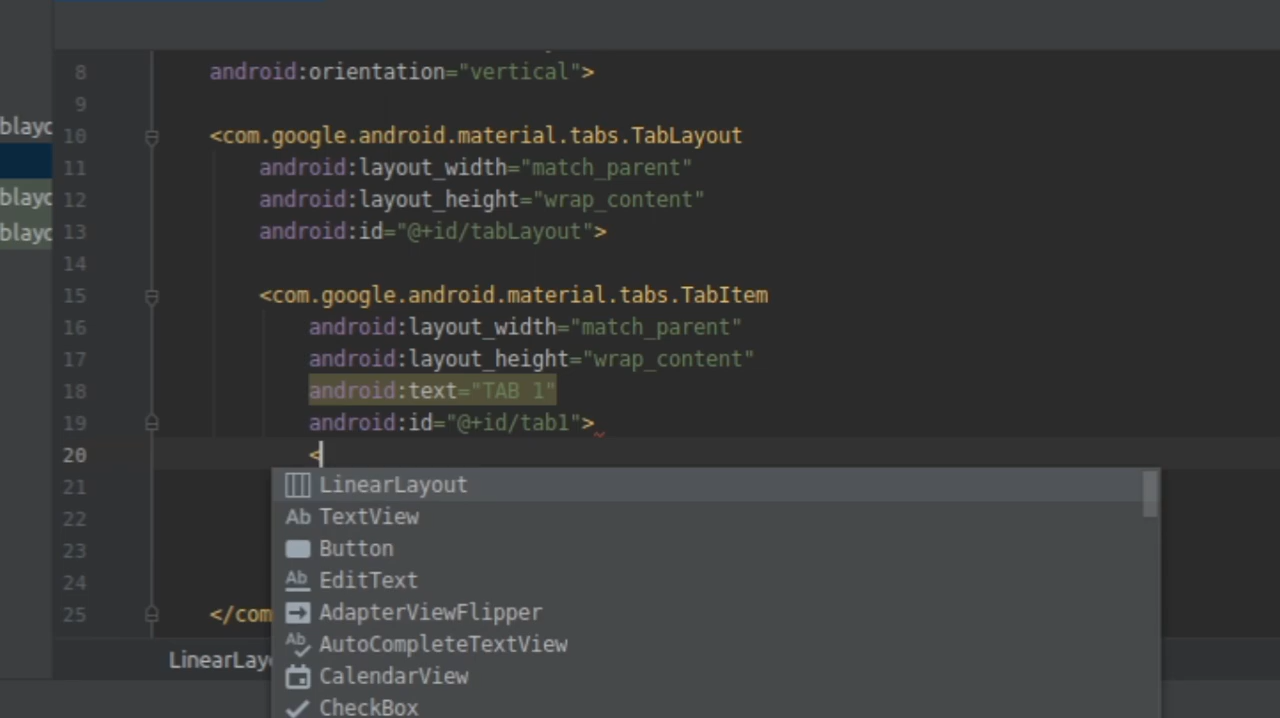 8 android:orientation="vertical">
9
blayo
10 <com.google.android.material.tabs.TabLayout
11 android:layout_width="match_parent"
12 android:layout_height="wrap_content"
blayo
13 android:id="@+id/tabLayout">
blayo
14
15 <com.google.android.material.tabs.TabItem
16 android:layout_width="match_parent"
17 android:layout_height="wrap_content"
18 android:text="TAB 1"
19 android:id="@+id/tab1">
20 <
21 LinearLayout
22 TextView
23 Button
24 EditText
25 </com AdapterViewFlipper
AutoCompleteTextView
LinearLayo
CalendarView
CheckBox